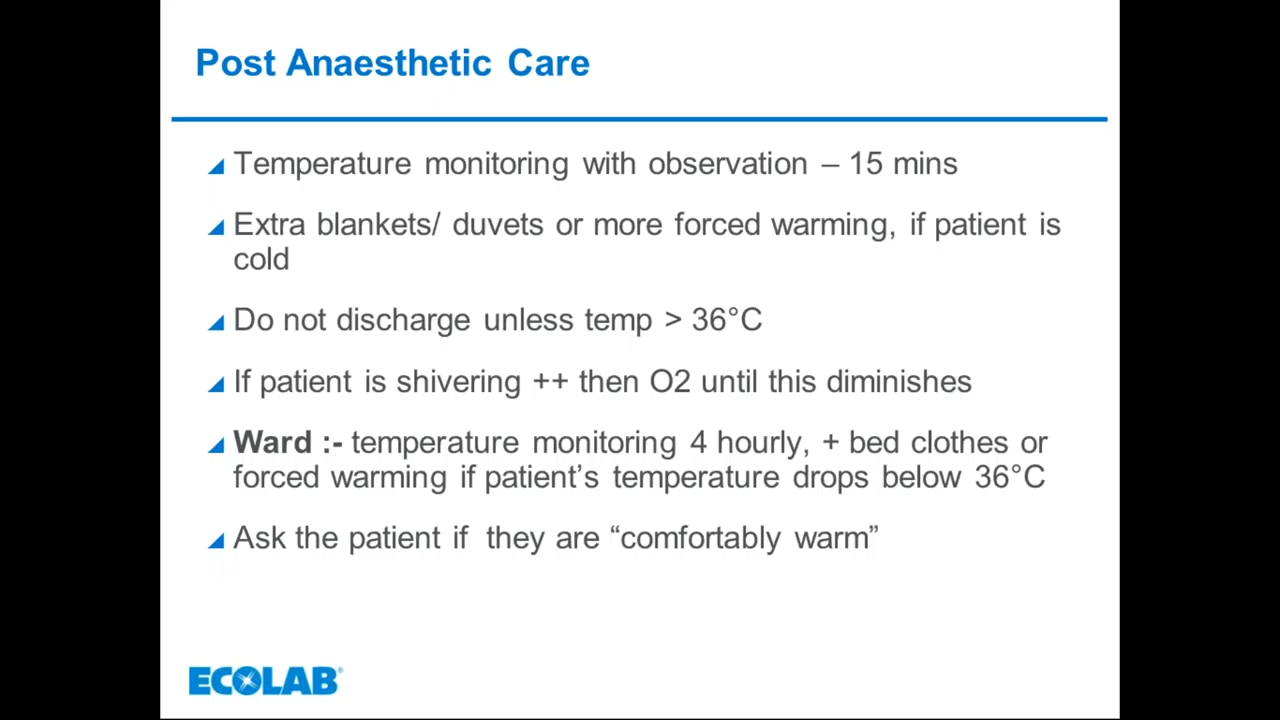 Post Anaesthetic Care
Temperature monitoring with observation – 15 mins
Extra blankets/ duvets or more forced warming, if patient is
cold
Do not discharge unless temp > 36°C
If patient is shivering ++ then O2 until this diminishes
Ward :- temperature monitoring 4 hourly, + bed clothes or
forced warming if patient’s temperature drops below 36°C
Ask the patient if they are “comfortably warm”
ECOLAB®